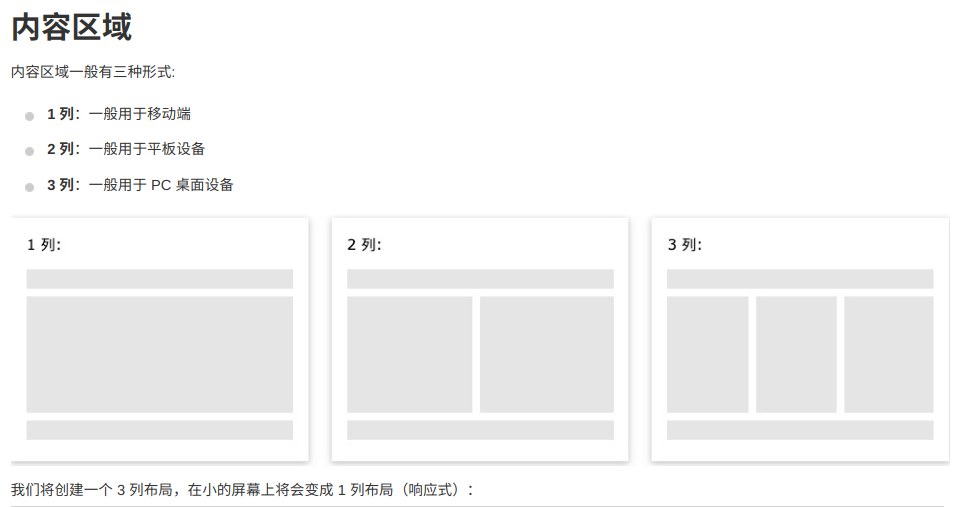 内容区域
内容区域一般有三种形式:
1 列：一般用于移动端
2 列：一般用于平板设备
3 列：一般用于 PC 桌面设备
1 列:
2 列:
3 列:
我们将创建一个 3 列布局，在小的屏幕上将会变成 1 列布局（响应式）：